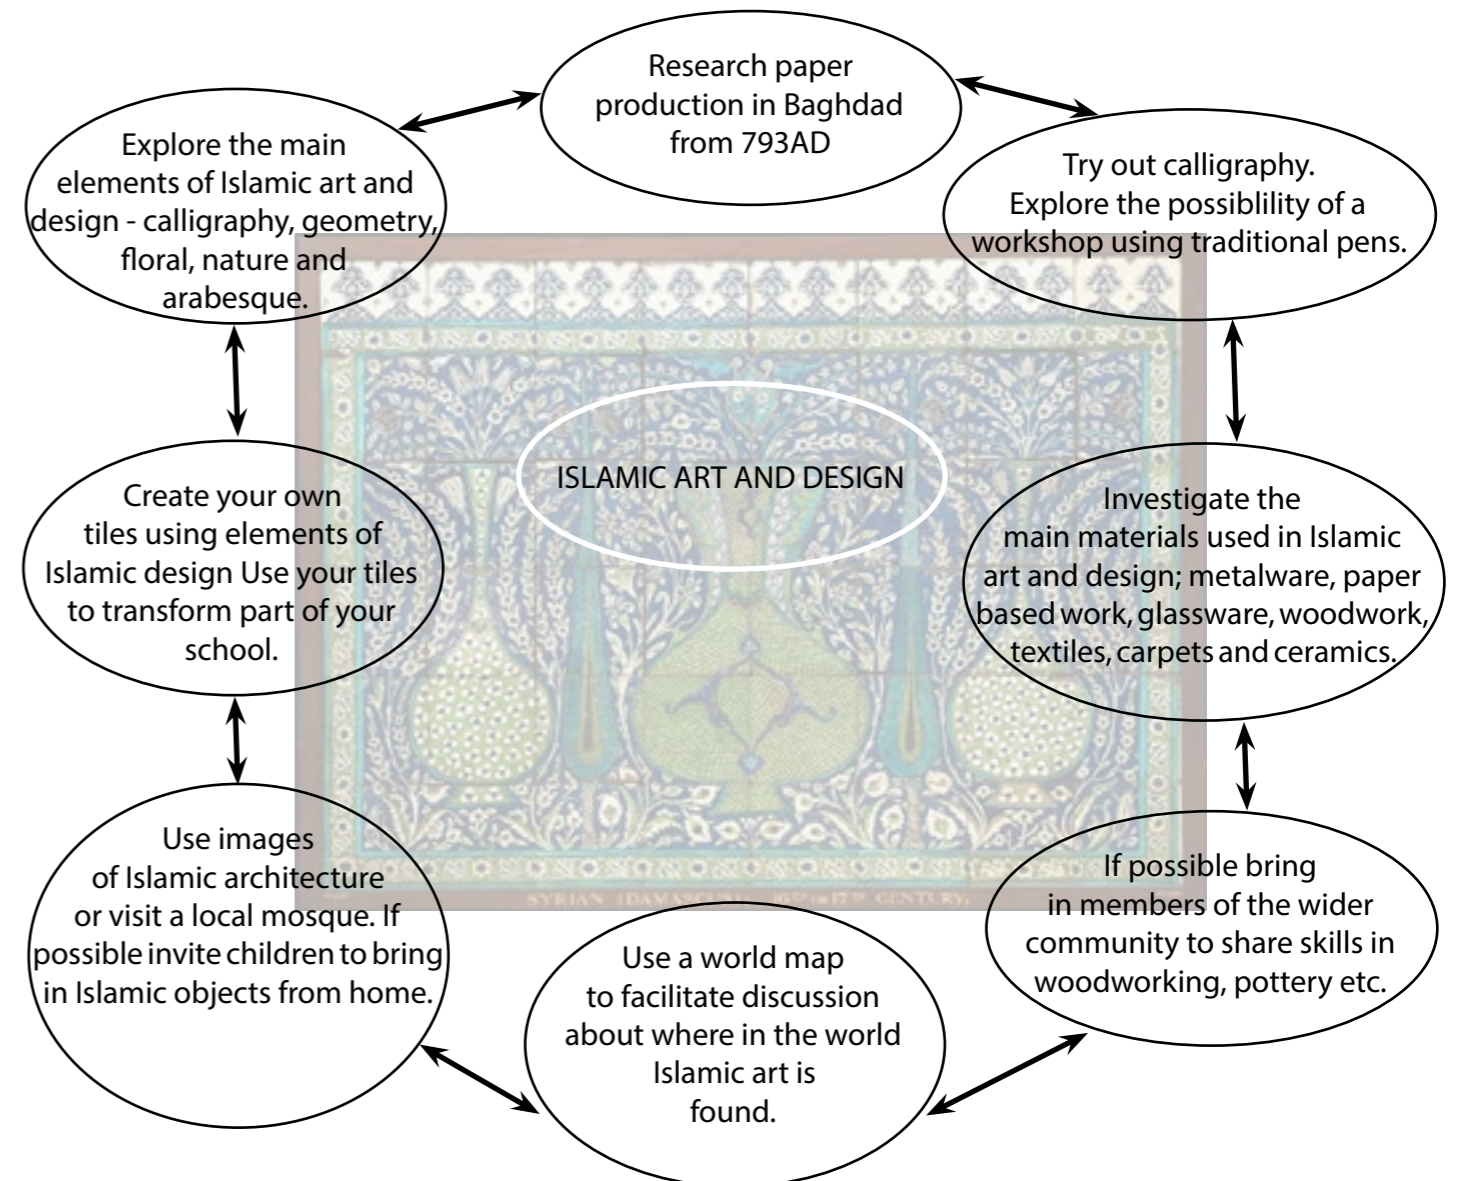 Research paper
production in Baghdad
from 793AD
Explore the main
elements of Islamic art and
design - calligraphy, geometry,
floral, nature and
arabesque.
Try out calligraphy.
Explore the possiblility of a
workshop using traditional pens.
ISLAMIC ART AND DESIGN
Create your own
tiles using elements of
Islamic design Use your tiles
to transform part of your
school.
Investigate the
main materials used in Islamic
art and design; metalware, paper
based work, glassware, woodwork,
textiles, carpets and ceramics.
Use images
of Islamic architecture
or visit a local mosque. If
possible invite children to bring
in Islamic objects from home.
If possible bring
in members of the wider
community to share skills in
woodworking, pottery etc.
SYRIAN (DAMASCUS) CENTURY.
Use a world map
to facilitate discussion
about where in the world
Islamic art is
found.